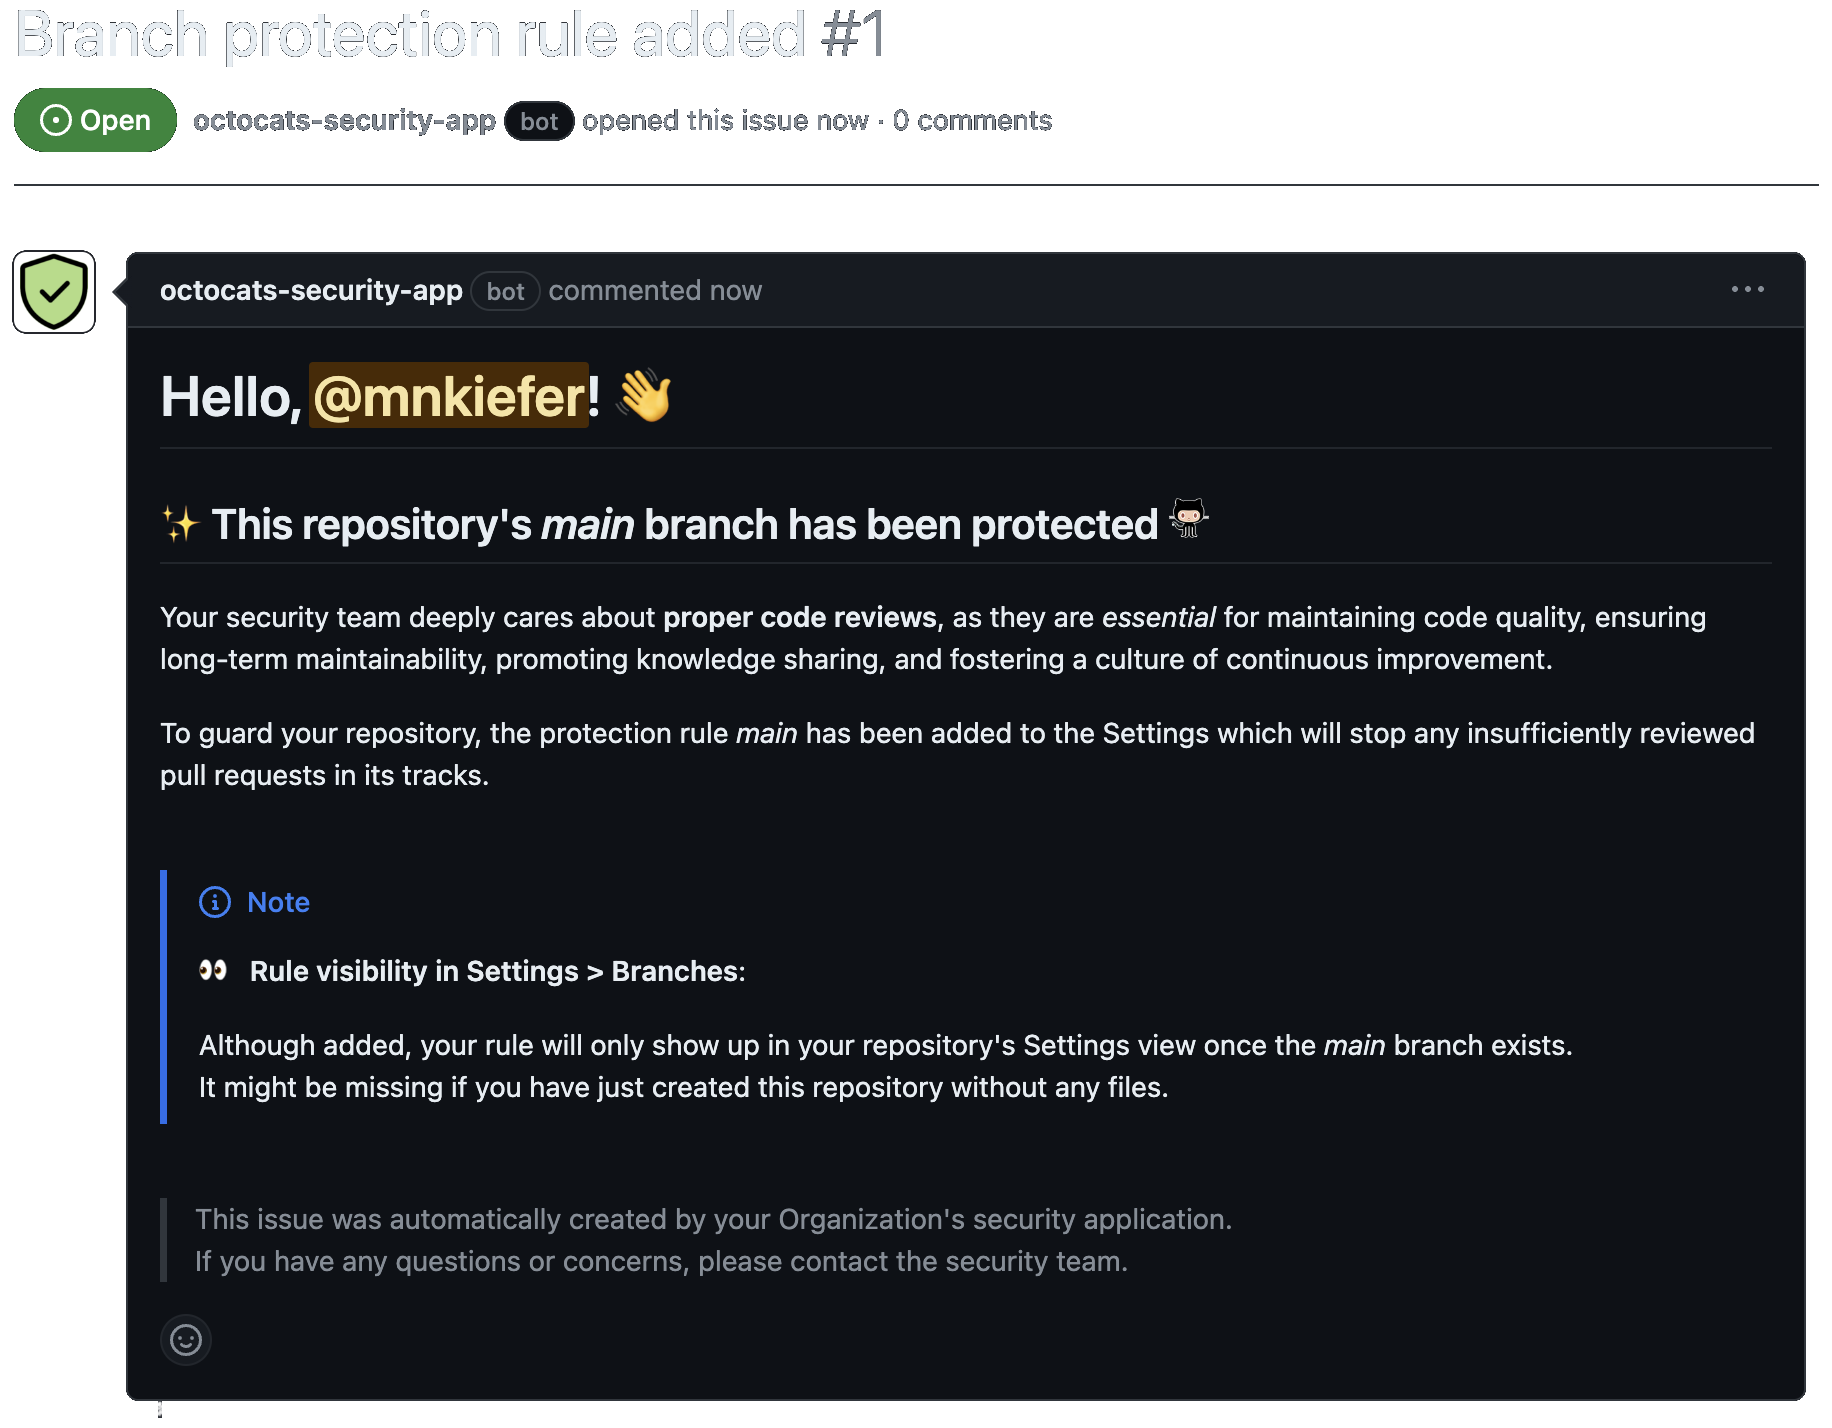 Branch protection rule added #1
Open octocats-security-app bot opened this issue now · 0 comments
octocats-security-app bot commented now
Hello, @mnkiefer! 👋
✨ This repository's main branch has been protected
Your security team deeply cares about proper code reviews, as they are essential for maintaining code quality, ensuring
long-term maintainability, promoting knowledge sharing, and fostering a culture of continuous improvement.
To guard your repository, the protection rule main has been added to the Settings which will stop any insufficiently reviewed
pull requests in its tracks.
Note
👀 Rule visibility in Settings > Branches:
Although added, your rule will only show up in your repository's Settings view once the main branch exists.
It might be missing if you have just created this repository without any files.
This issue was automatically created by your Organization's security application.
If you have any questions or concerns, please contact the security team.